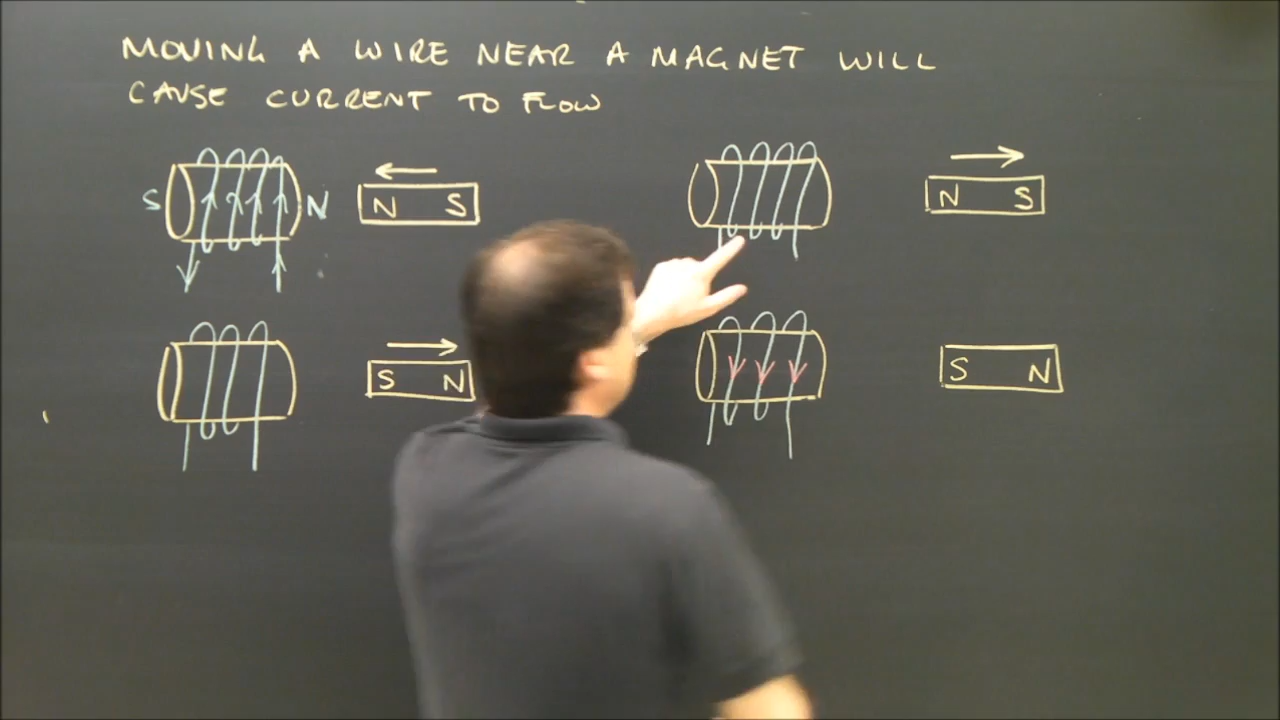 MOVING A WIRE NEAR A MAGNET WILL
CAUSE CURRENT TO FLOW
S N N S
N S
S N
S N